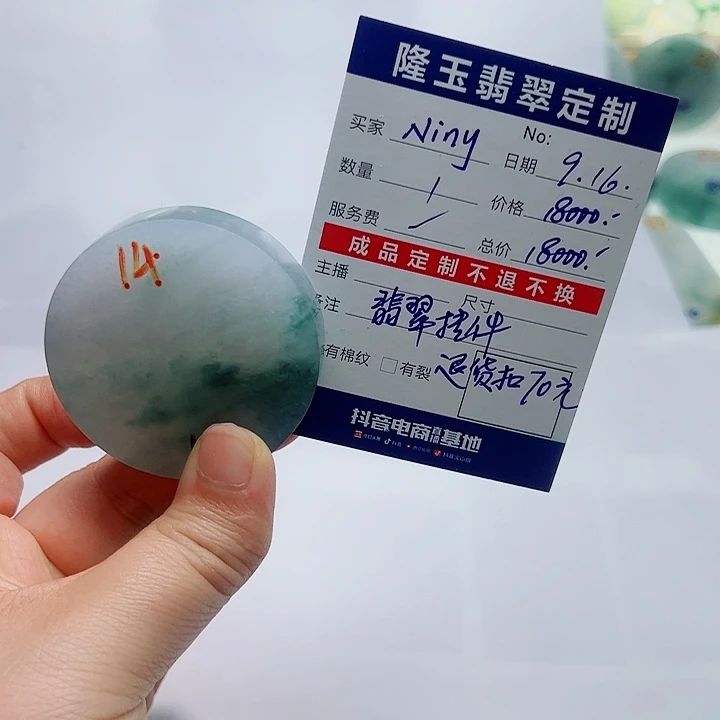 14
隆玉翡翠定制
No:
买家 Niny 日期 9.16.
数量 1 价格 18000.-
服务费 / 总价 18000.-
成品定制不退不换
主播 尺寸
注 翡翠挂件
有棉纹 □有裂 退货扣70元
抖音电商直播基地